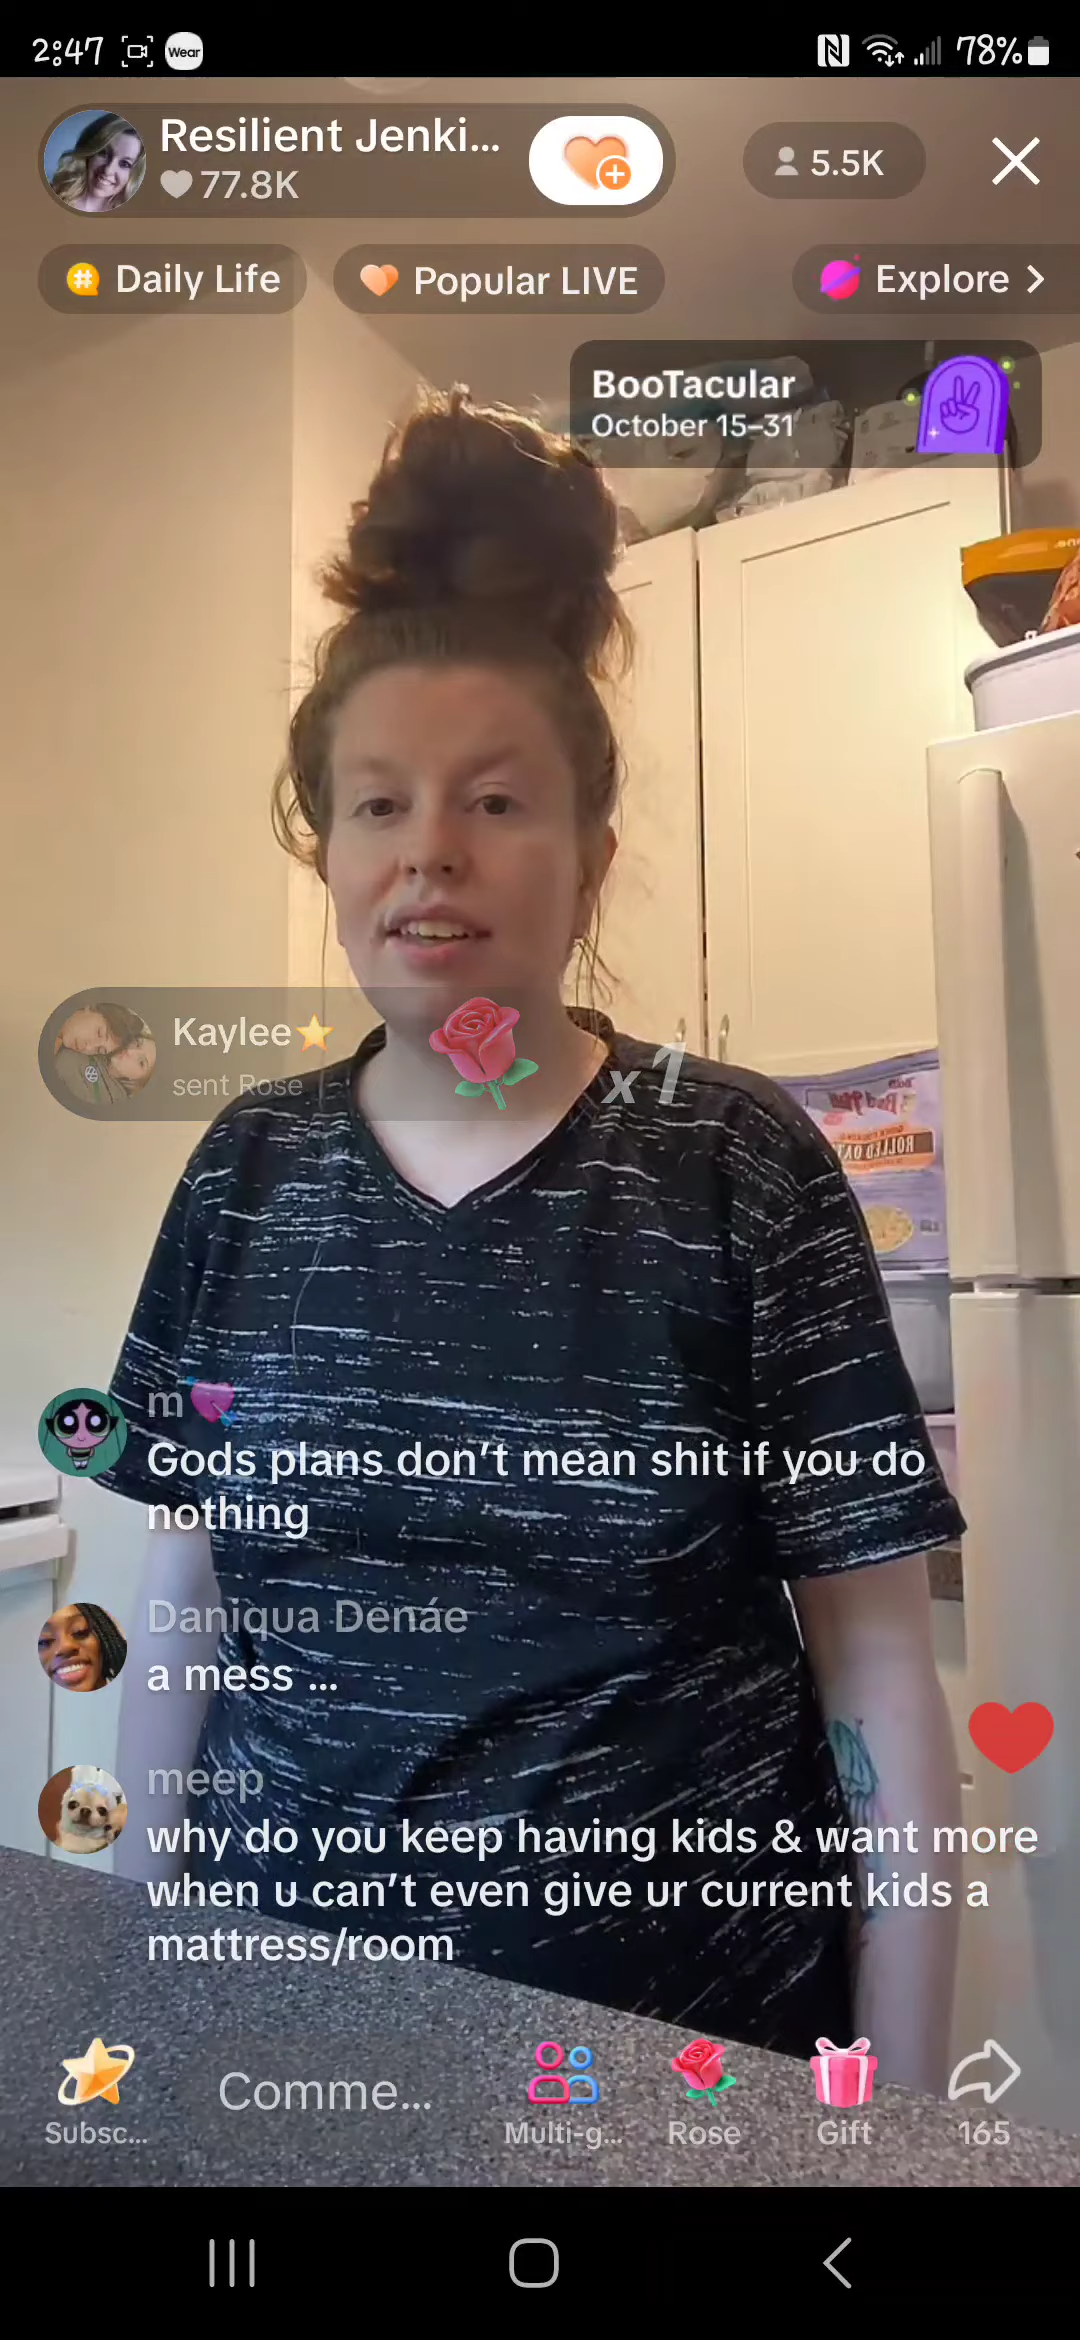 2:47
Wear
78%
Resilient Jenki...
77.8K
5.5K
Daily Life
Popular LIVE
Explore
BooTacular
October 15–31
Kaylee⭐
sent Rose
x1
ROLLED OA
m💘
Gods plans don't mean shit if you do
nothing
Daniqua Denáe
a mess ...
meep
why do you keep having kids & want more
when u can't even give ur current kids a
mattress/room
Subsc...
Comme...
Multi-g...
Rose
Gift
165